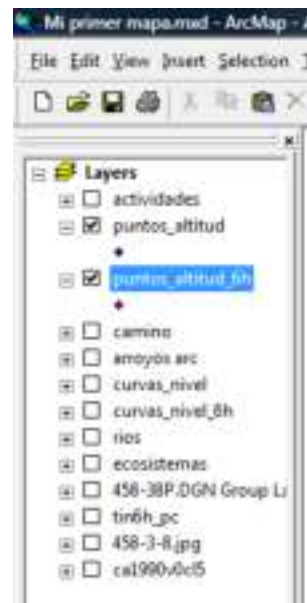 Mi primer mapa.mxd - ArcMap -
File Edit View Insert Selection
Layers
actividades
puntos_altitud
puntos_altitud_6h
camino
arroyos arc
curvas_nivel
curvas_nivel_6h
rios
ecosistemas
458-38P.DGN Group La
tin6h_pc
458-3-8.jpg